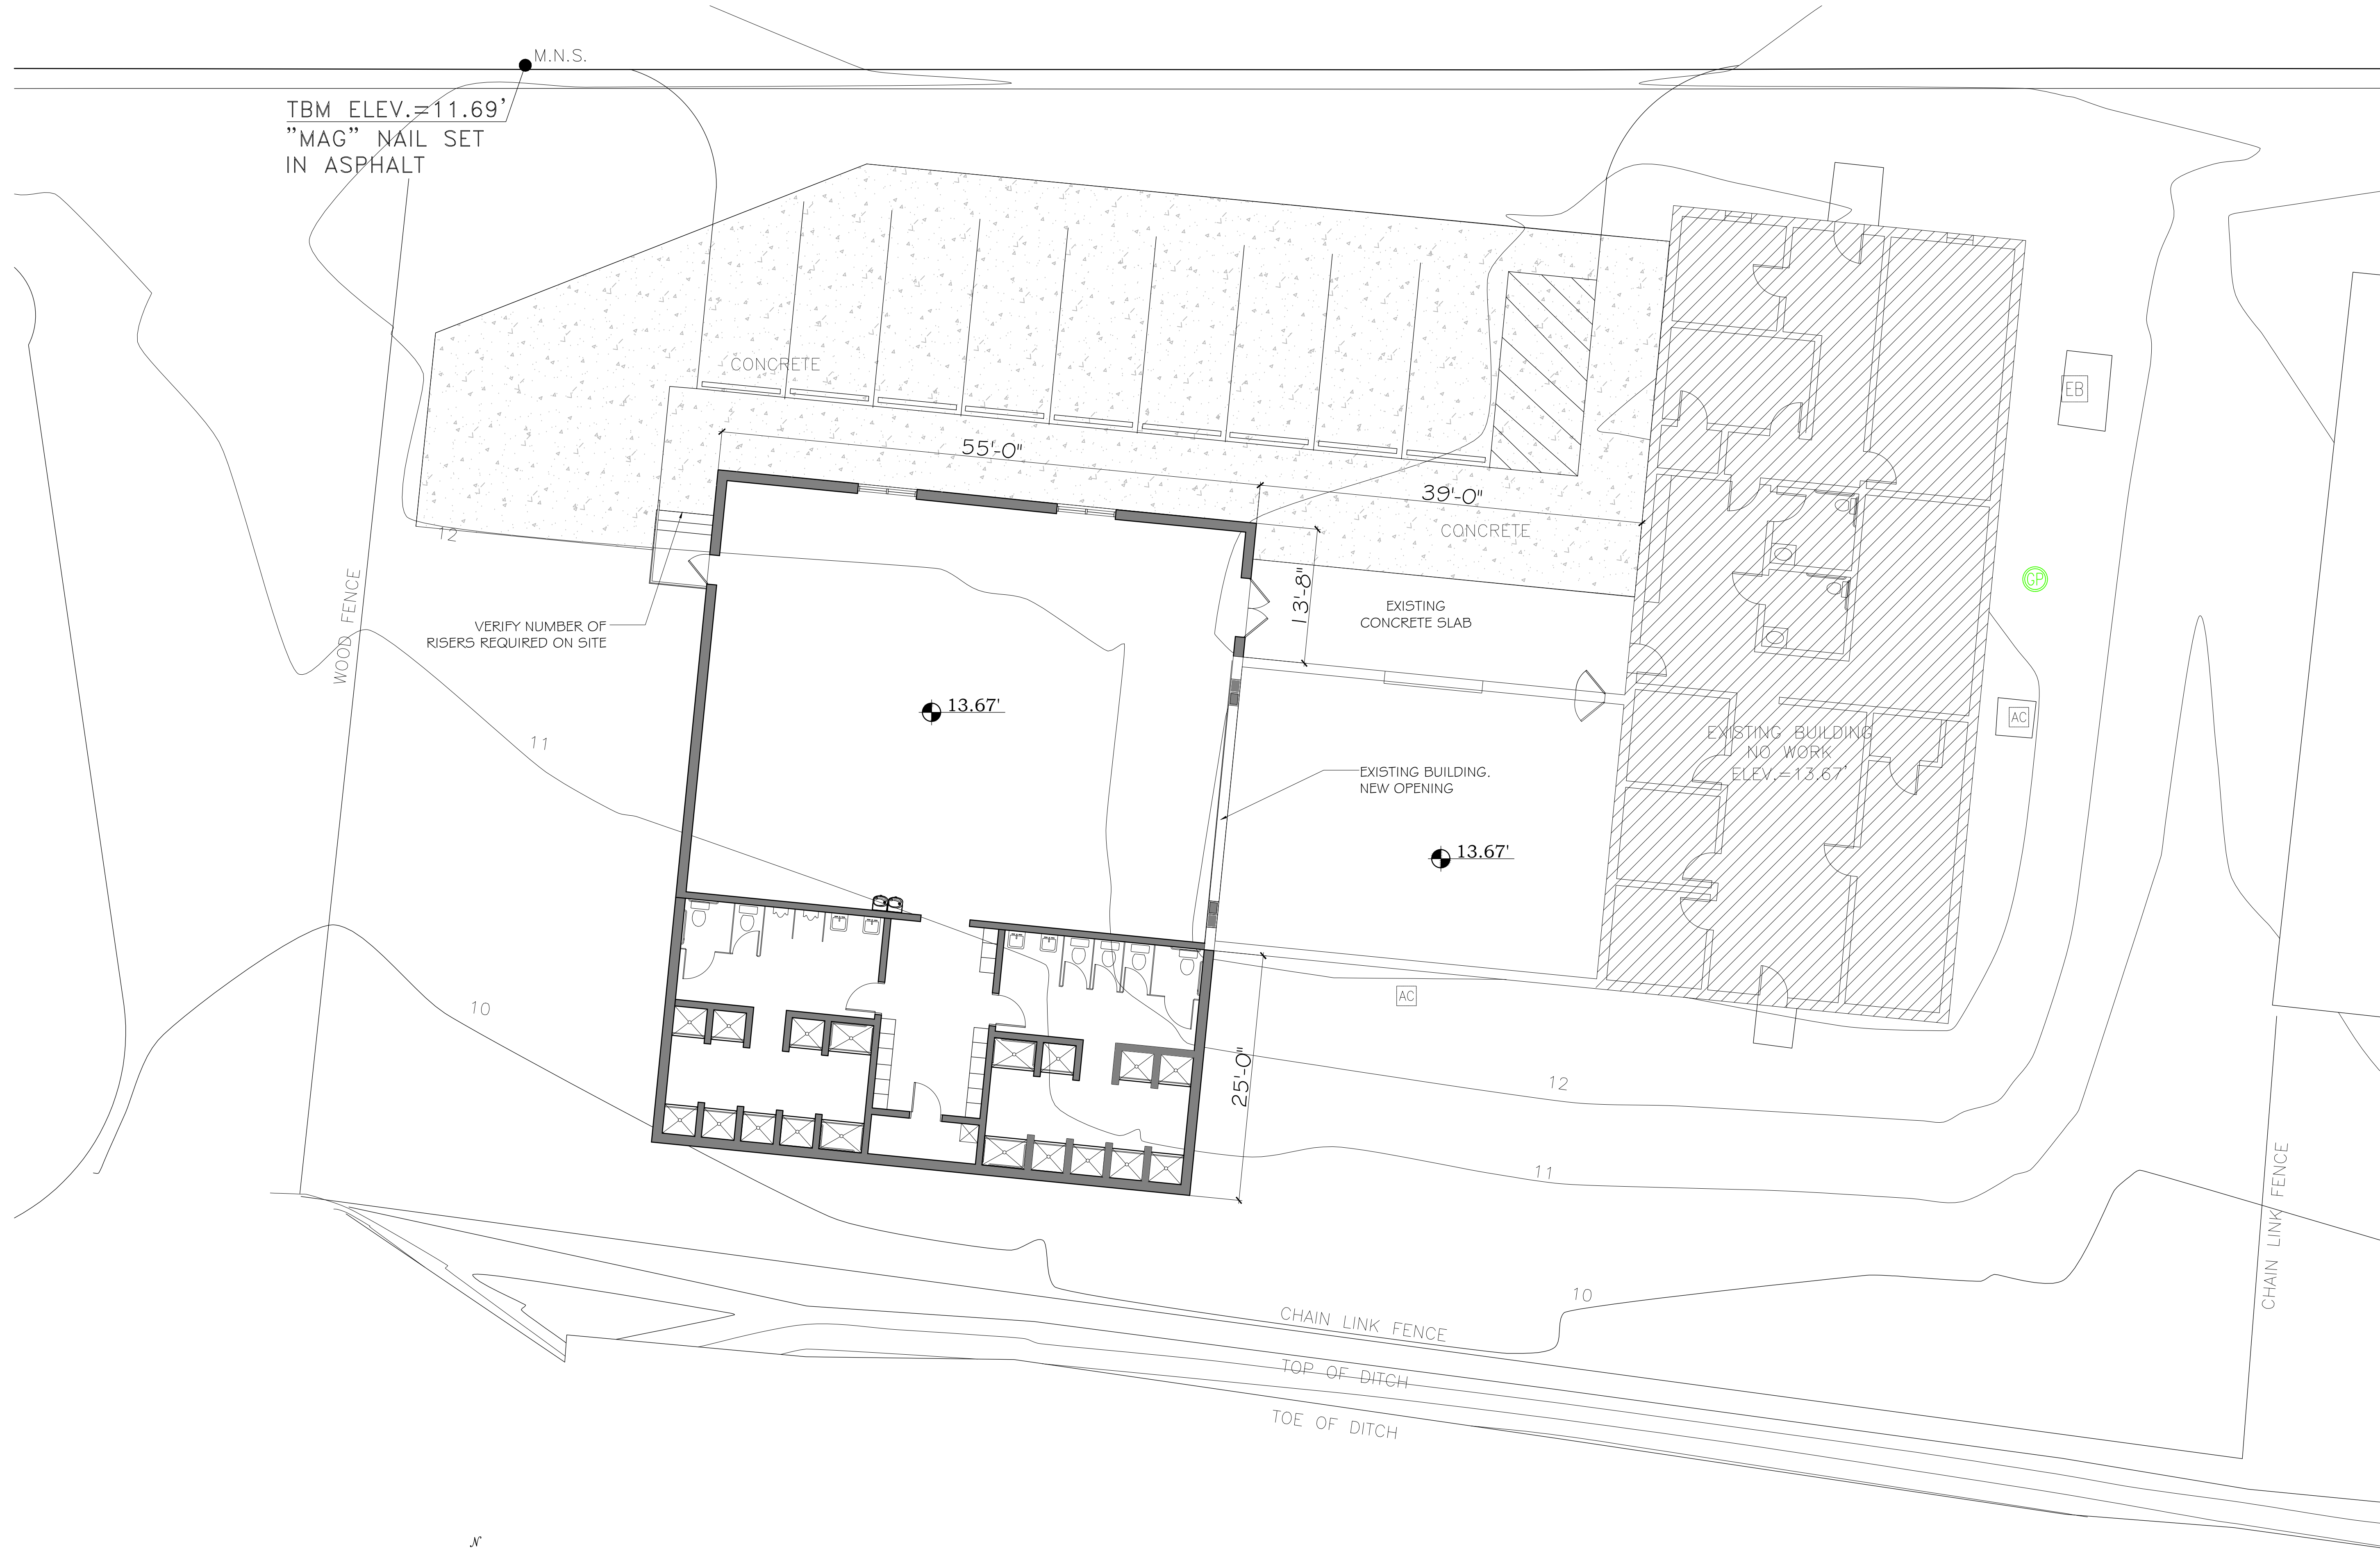 M.N.S.
TBM ELEV.=11.69'
"MAG" NAIL SET
IN ASPHALT
CONCRETE
EB
55'-0"
39'-0"
CONCRETE
12
GP
WOOD FENCE
13'-8"
EXISTING
CONCRETE SLAB
VERIFY NUMBER OF
RISERS REQUIRED ON SITE
13.67'
AC
11
EXISTING BUILDING
NO WORK
ELEV.=13.67'
EXISTING BUILDING.
NEW OPENING
13.67'
10
AC
25'-0"
12
11
CHAIN LINK FENCE
10
CHAIN LINK FENCE
TOP OF DITCH
TOE OF DITCH
N